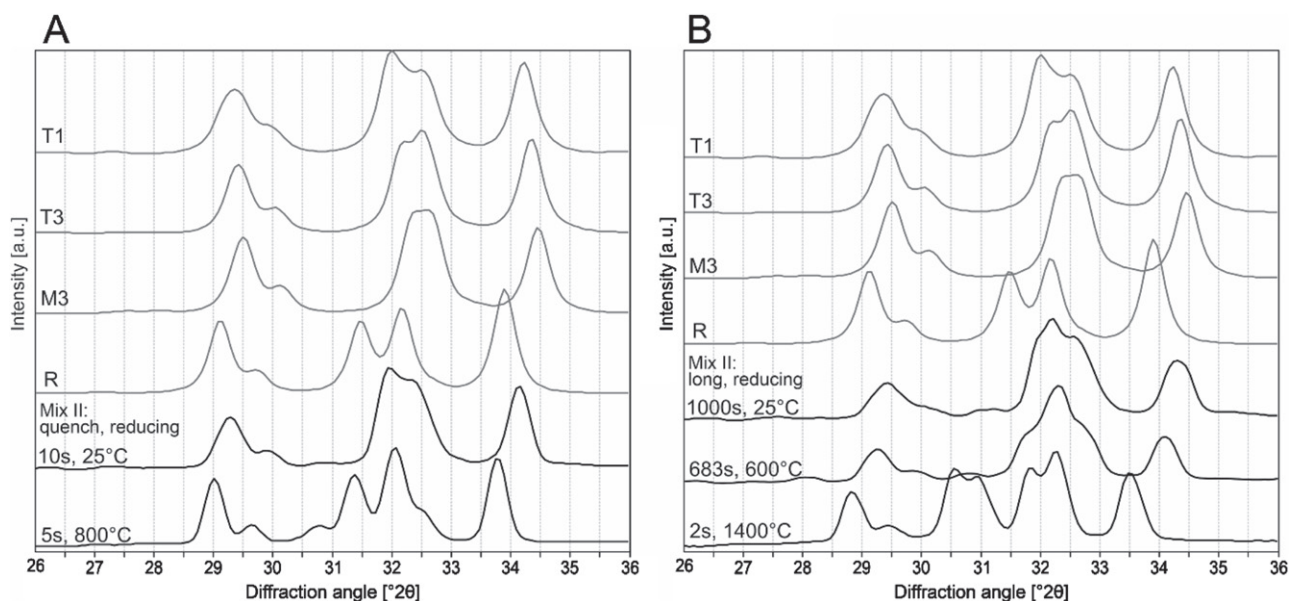 A
T1
T3
M3
R
Mix II:
quench, reducing
10s, 25°C
5s, 800°C
Intensity [a.u.]
26 27 28 29 30 31 32 33 34 35 36
Diffraction angle [°2θ]
B
T1
T3
M3
R
Mix II:
long, reducing
1000s, 25°C
683s, 600°C
2s, 1400°C
Intensity [a.u.]
26 27 28 29 30 31 32 33 34 35 36
Diffraction angle [°2θ]